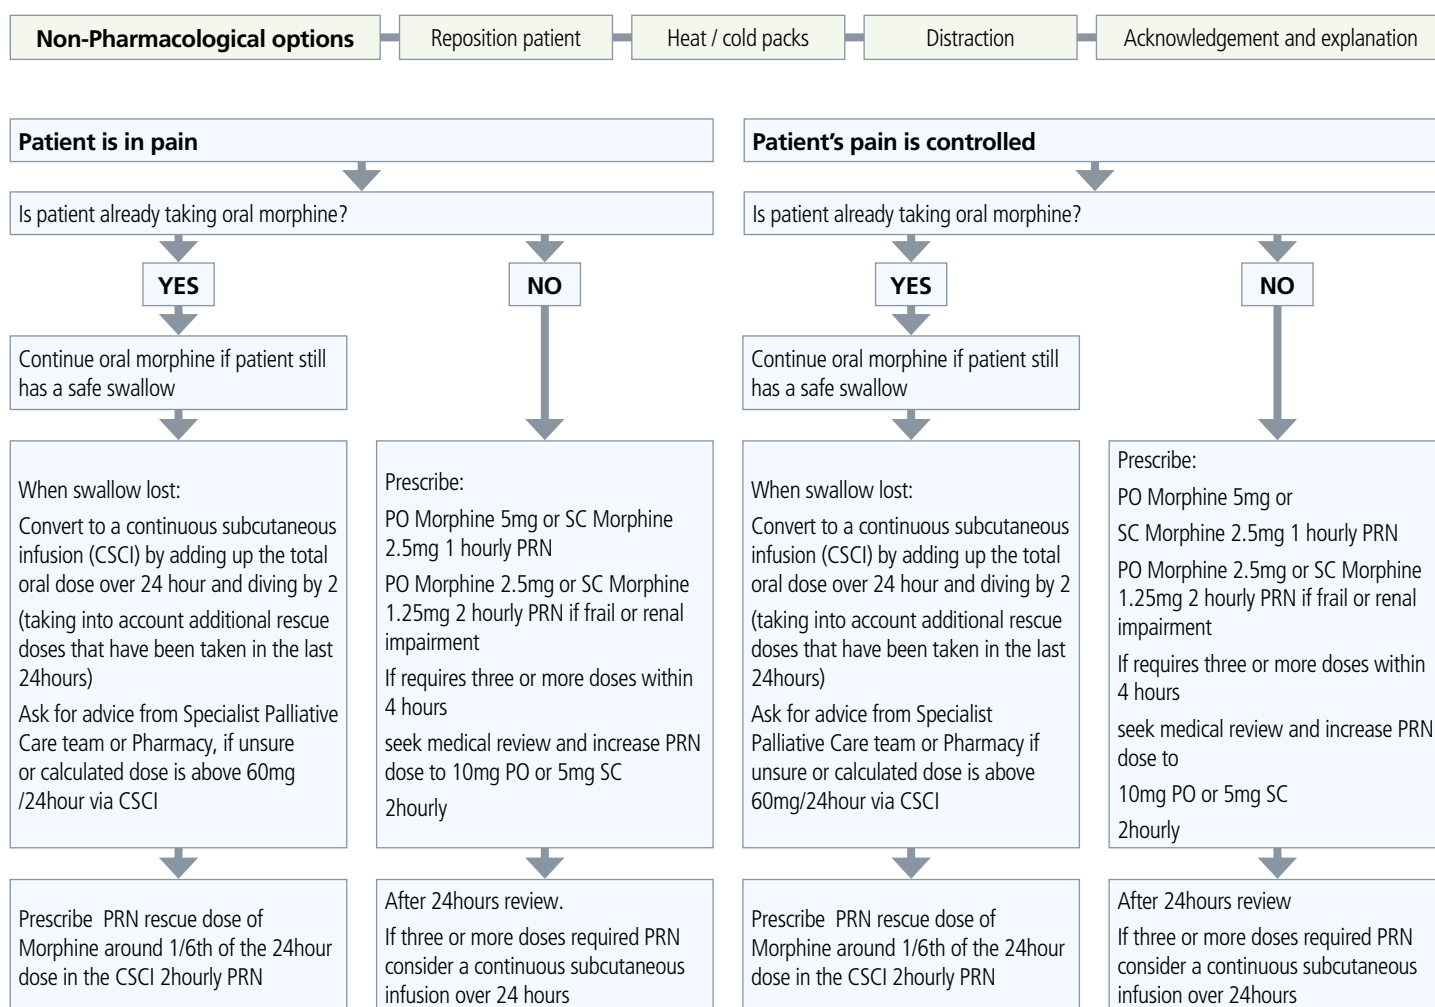 Non-Pharmacological options
Reposition patient
Heat / cold packs
Distraction
Acknowledgement and explanation
Patient is in pain
Is patient already taking oral morphine?
YES
NO
Continue oral morphine if patient still
has a safe swallow
When swallow lost:
Convert to a continuous subcutaneous
infusion (CSCI) by adding up the total
oral dose over 24 hour and diving by 2
(taking into account additional rescue
doses that have been taken in the last
24hours)
Ask for advice from Specialist Palliative
Care team or Pharmacy, if unsure
or calculated dose is above 60mg
/24hour via CSCI
Prescribe PRN rescue dose of
Morphine around 1/6th of the 24hour
dose in the CSCI 2hourly PRN
Prescribe:
PO Morphine 5mg or SC Morphine
2.5mg 1 hourly PRN
PO Morphine 2.5mg or SC Morphine
1.25mg 2 hourly PRN if frail or renal
impairment
If requires three or more doses within
4 hours
seek medical review and increase PRN
dose to 10mg PO or 5mg SC
2hourly
After 24hours review.
If three or more doses required PRN
consider a continuous subcutaneous
infusion over 24 hours
Patient's pain is controlled
Is patient already taking oral morphine?
YES
NO
Continue oral morphine if patient still
has a safe swallow
When swallow lost:
Convert to a continuous subcutaneous
infusion (CSCI) by adding up the total
oral dose over 24 hour and diving by 2
(taking into account additional rescue
doses that have been taken in the last
24hours)
Ask for advice from Specialist
Palliative Care team or Pharmacy if
unsure or calculated dose is above
60mg/24hour via CSCI
Prescribe PRN rescue dose of
Morphine around 1/6th of the 24hour
dose in the CSCI 2hourly PRN
Prescribe:
PO Morphine 5mg or
SC Morphine 2.5mg 1 hourly PRN
PO Morphine 2.5mg or SC Morphine
1.25mg 2 hourly PRN if frail or renal
impairment
If requires three or more doses within
4 hours
seek medical review and increase PRN
dose to
10mg PO or 5mg SC
2hourly
After 24hours review
If three or more doses required PRN
consider a continuous subcutaneous
infusion over 24hours